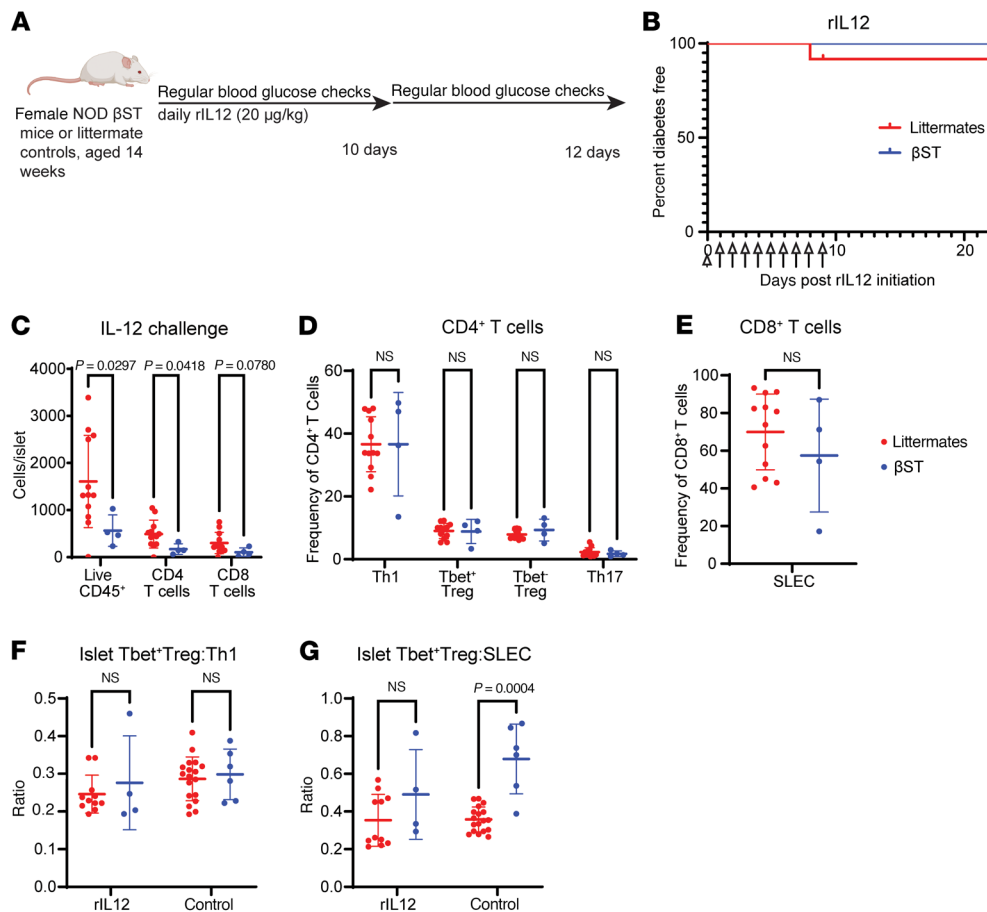 A
Female NOD βST
mice or littermate
controls, aged 14
weeks
Regular blood glucose checks
daily rIL12 (20 µg/kg)
10 days
Regular blood glucose checks
12 days
B
rIL12
Percent diabetes free
100
50
0
0
10
20
Days post rIL12 initiation
Littermates
βST
C
IL-12 challenge
P = 0.0297
P = 0.0418
P = 0.0780
Cells/islet
4000
3000
2000
1000
0
Live
CD45⁺
CD4
T cells
CD8
T cells
D
CD4⁺ T cells
NS
NS
NS
NS
Frequency of CD4⁺ T Cells
60
40
20
0
Th1
Tbet⁺
Treg
Tbet⁻
Treg
Th17
E
CD8⁺ T cells
NS
Frequency of CD8⁺ T cells
100
80
60
40
20
0
SLEC
Littermates
βST
F
Islet Tbet⁺Treg:Th1
NS
NS
Ratio
0.5
0.4
0.3
0.2
0.1
0.0
rIL12
Control
G
Islet Tbet⁺Treg:SLEC
NS
P = 0.0004
Ratio
1.0
0.8
0.6
0.4
0.2
0.0
rIL12
Control